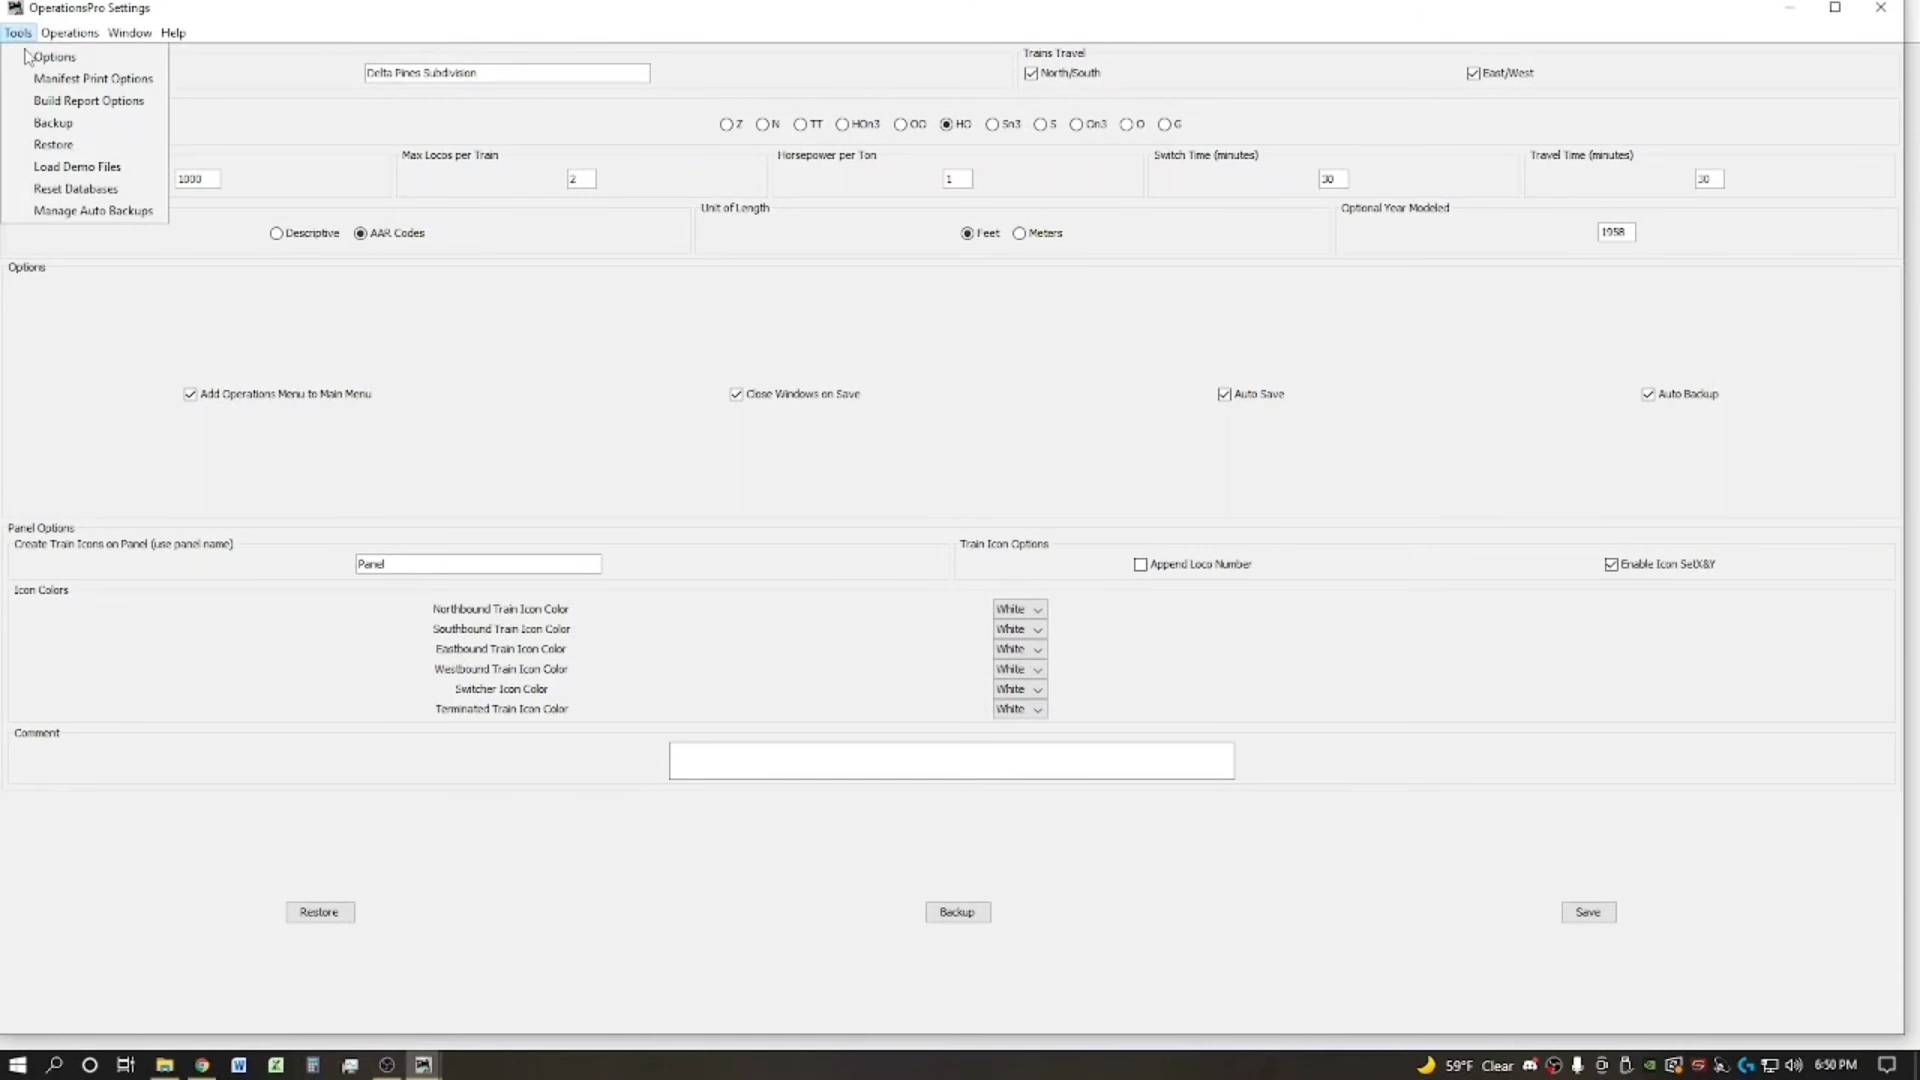 OperationsPro Settings
Tools Operations Window Help
Options
Manifest Print Options
Build Report Options
Backup
Restore
Load Demo Files
Reset Databases
Manage Auto Backups
Delta Pines Subdivision
Trains Travel
North/South East/West
Z N TT HOn3 OO HO Sn3 S On3 O G
Max Locos per Train Horsepower per Ton Switch Time (minutes) Travel Time (minutes)
1000 2 1 30 30
Unit of Length Optional Year Modeled
Descriptive AAR Codes Feet Meters 1958
Options
Add Operations Menu to Main Menu Close Windows on Save Auto Save Auto Backup
Panel Options
Create Train Icons on Panel (use panel name) Train Icon Options
Panel Append Loco Number Enable Icon SetX&Y
Icon Colors
Northbound Train Icon Color White
Southbound Train Icon Color White
Eastbound Train Icon Color White
Westbound Train Icon Color White
Switcher Icon Color White
Terminated Train Icon Color White
Comment
Restore Backup Save
59°F Clear 6:50 PM